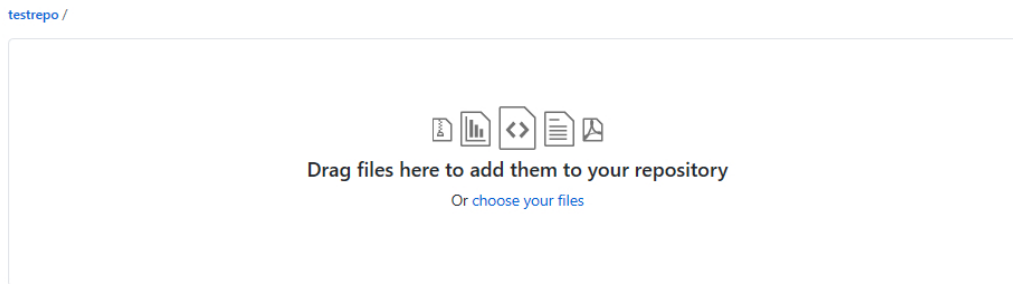 testrepo /
Drag files here to add them to your repository
Or choose your files